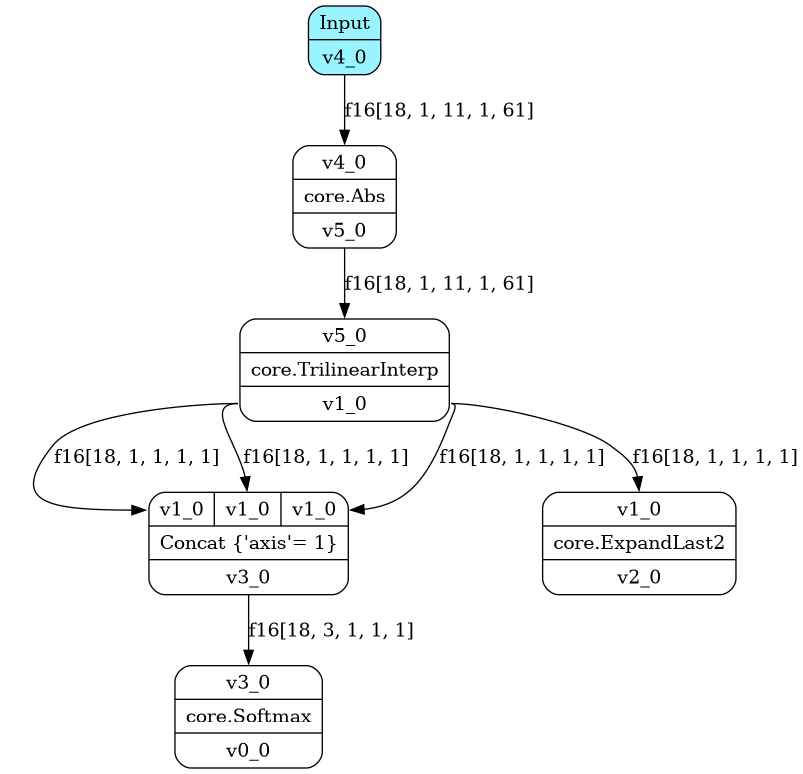 Input
v4_0
f16[18, 1, 11, 1, 61]
v4_0
core.Abs
v5_0
f16[18, 1, 11, 1, 61]
v5_0
core.TrilinearInterp
v1_0
f16[18, 1, 1, 1, 1]
f16[18, 1, 1, 1, 1]
f16[18, 1, 1, 1, 1]
f16[18, 1, 1, 1, 1]
v1_0 v1_0 v1_0
Concat {'axis'= 1}
v3_0
v1_0
core.ExpandLast2
v2_0
f16[18, 3, 1, 1, 1]
v3_0
core.Softmax
v0_0